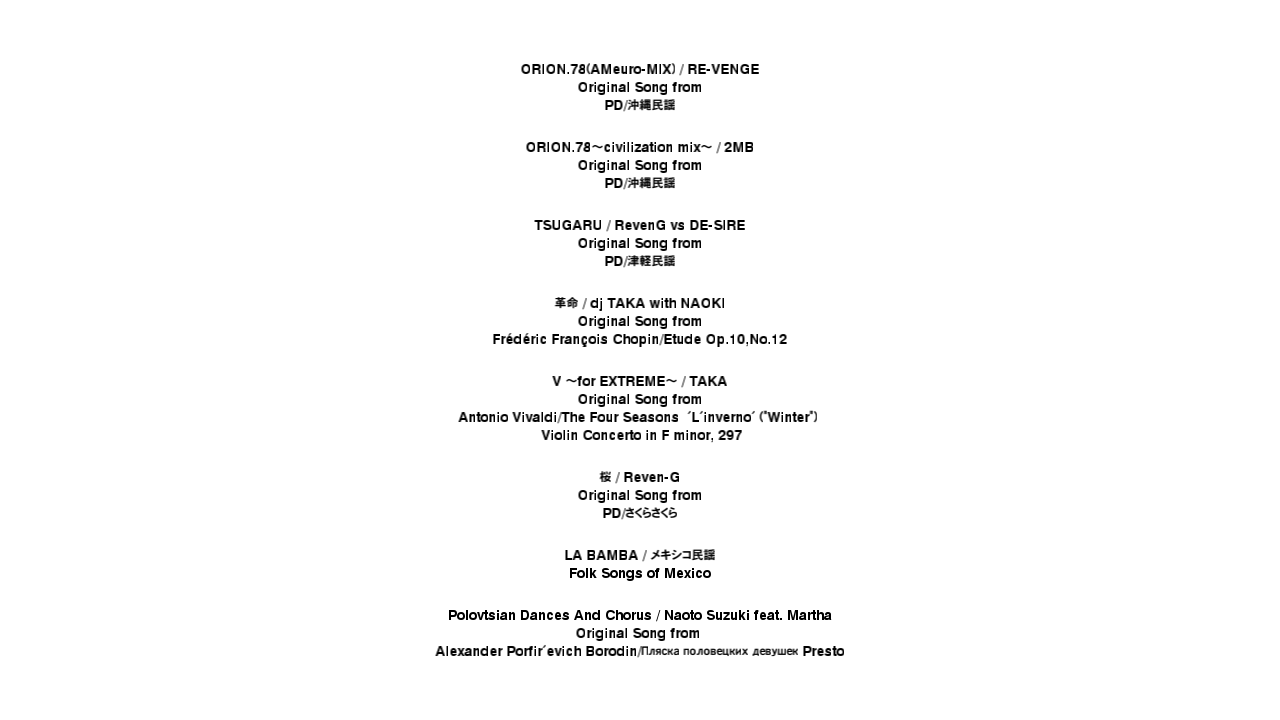 ORION.78(AMeuro-MIX) / RE-VENGE
Original Song from
PD/沖縄民謡
ORION.78〜civilization mix〜 / 2MB
Original Song from
PD/沖縄民謡
TSUGARU / RevenG vs DE-SIRE
Original Song from
PD/津軽民謡
革命 / dj TAKA with NAOKI
Original Song from
Frédéric François Chopin/Etude Op.10,No.12
V 〜for EXTREME〜 / TAKA
Original Song from
Antonio Vivaldi/The Four Seasons ´L´inverno´ ("Winter")
Violin Concerto in F minor, 297
桜 / Reven-G
Original Song from
PD/さくらさくら
LA BAMBA / メキシコ民謡
Folk Songs of Mexico
Polovtsian Dances And Chorus / Naoto Suzuki feat. Martha
Original Song from
Alexander Porfir´evich Borodin/Пляска половецких девушек Presto